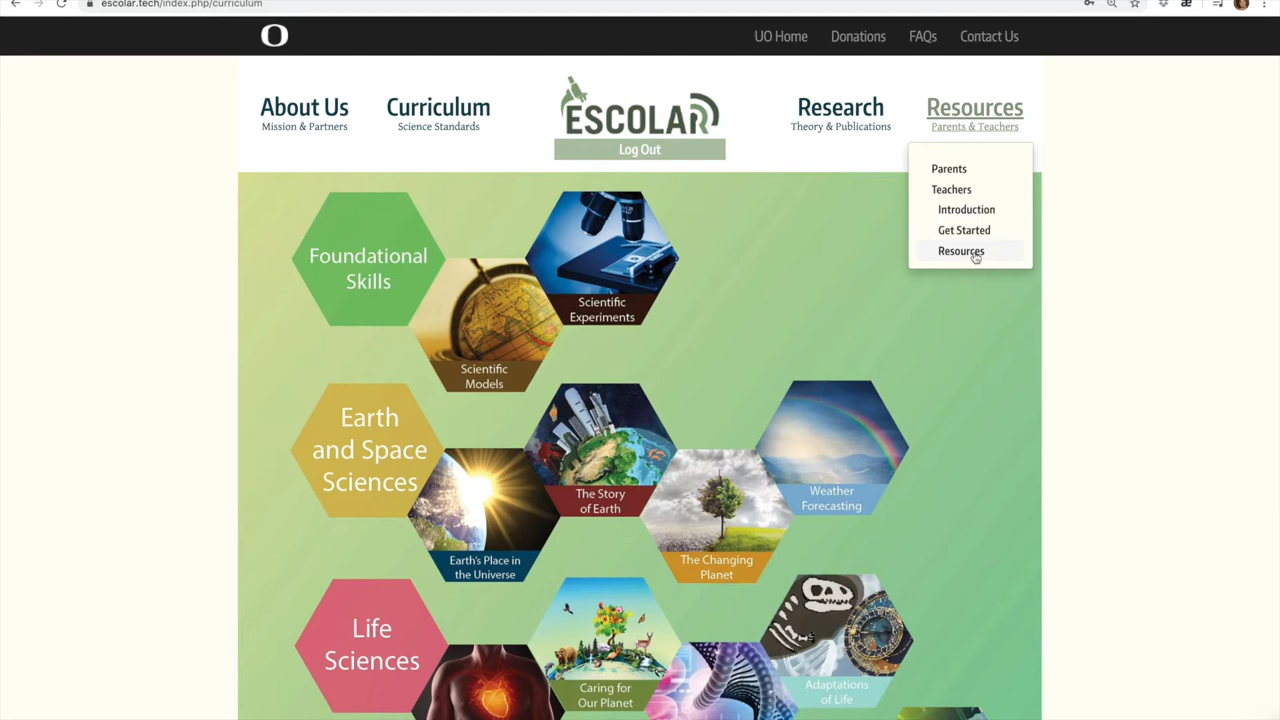 escolar.tech/index.php/curriculum
UO Home Donations FAQs Contact Us
About Us
Mission & Partners
Curriculum
Science Standards
ESCOLAR
Log Out
Research
Theory & Publications
Resources
Parents & Teachers
Parents
Teachers
Introduction
Get Started
Resources
Foundational
Skills
Scientific
Experiments
Scientific
Models
Earth
and Space
Sciences
The Story
of Earth
Weather
Forecasting
Earth's Place in
the Universe
The Changing
Planet
Life
Sciences
Caring for
Our Planet
Adaptations
of Life